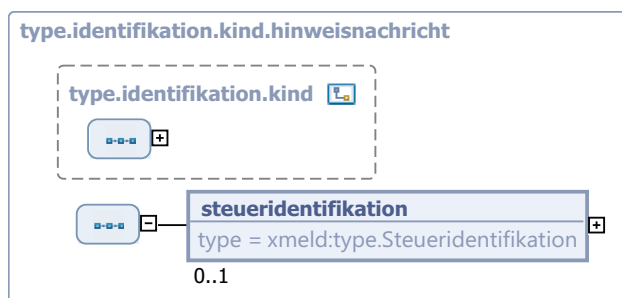 type.identifikation.kind.hinweisnachricht
type.identifikation.kind
steueridentifikation
type = xmeld:type.Steueridentifikation
0..1